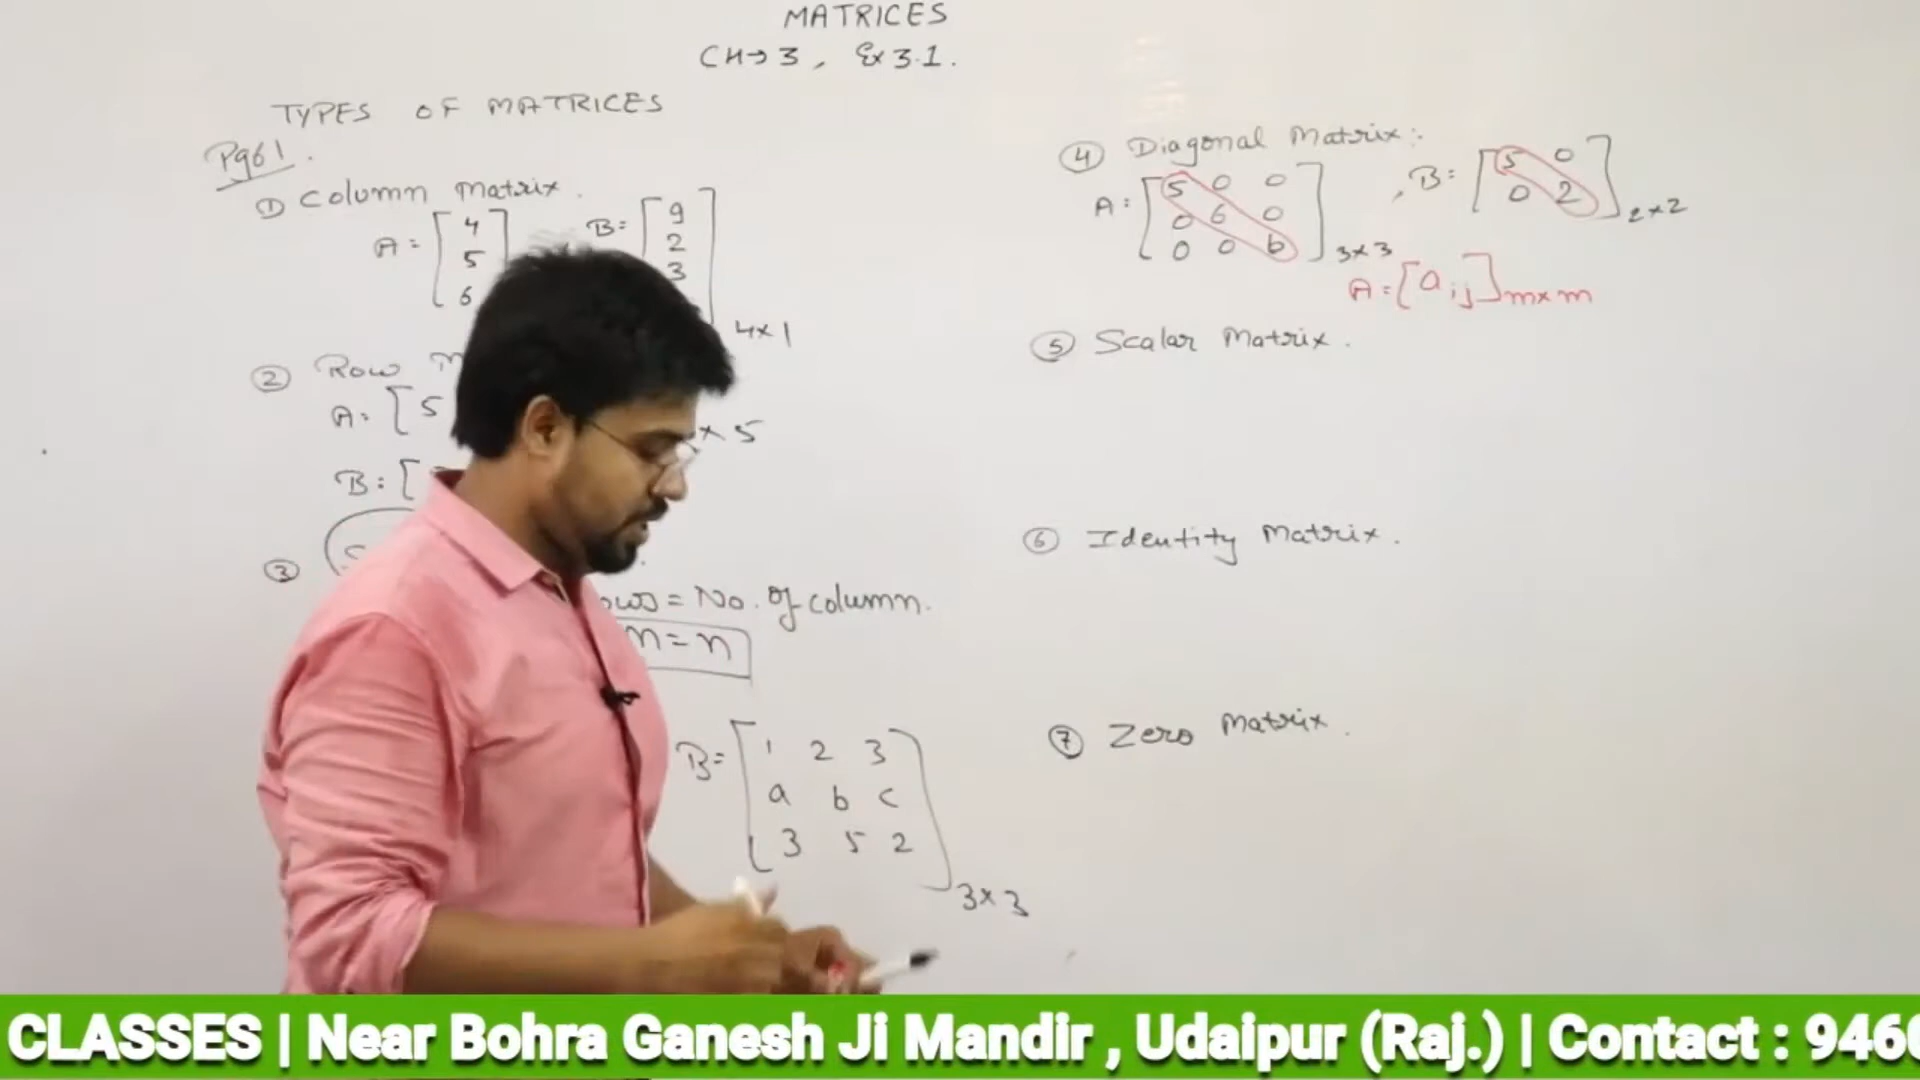 MATRICES
CH→3, Ex 3.1.
TYPES OF MATRICES
Pg61.
① Column Matrix.
A = [ 4
5
6
B = [ 9
2
3 ] 4×1
② Row
A = [ 5
× 5
B = [
③
= No. of column.
m = n
B = [ 1 2 3
a b c
3 5 2 ] 3×3
④ Diagonal Matrix:
A = [ 5 0 0
0 6 0
0 0 b ] 3×3
, B = [ 5 0
0 2 ] 2×2
A = [a ij] m×m
⑤ Scalar Matrix.
⑥ Identity Matrix.
⑦ Zero Matrix.
CLASSES | Near Bohra Ganesh Ji Mandir , Udaipur (Raj.) | Contact : 946